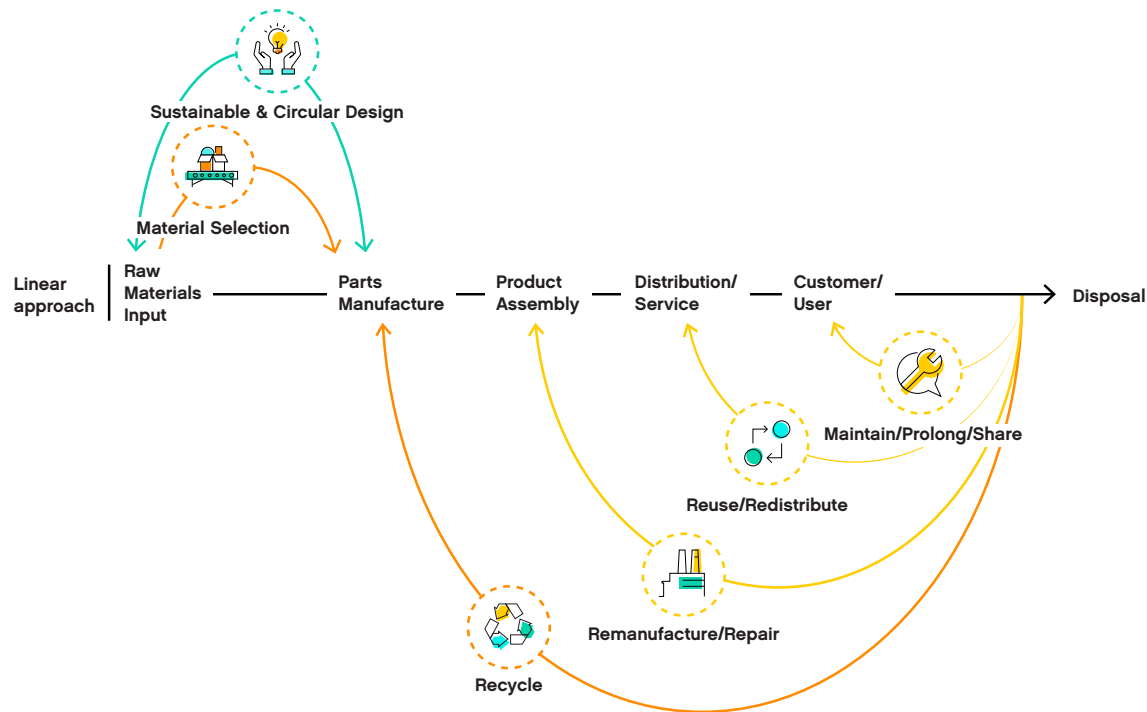 Sustainable & Circular Design
Material Selection
Linear
approach
Raw
Materials
Input
Parts
Manufacture
Product
Assembly
Distribution/
Service
Customer/
User
Disposal
Maintain/Prolong/Share
Reuse/Redistribute
Remanufacture/Repair
Recycle